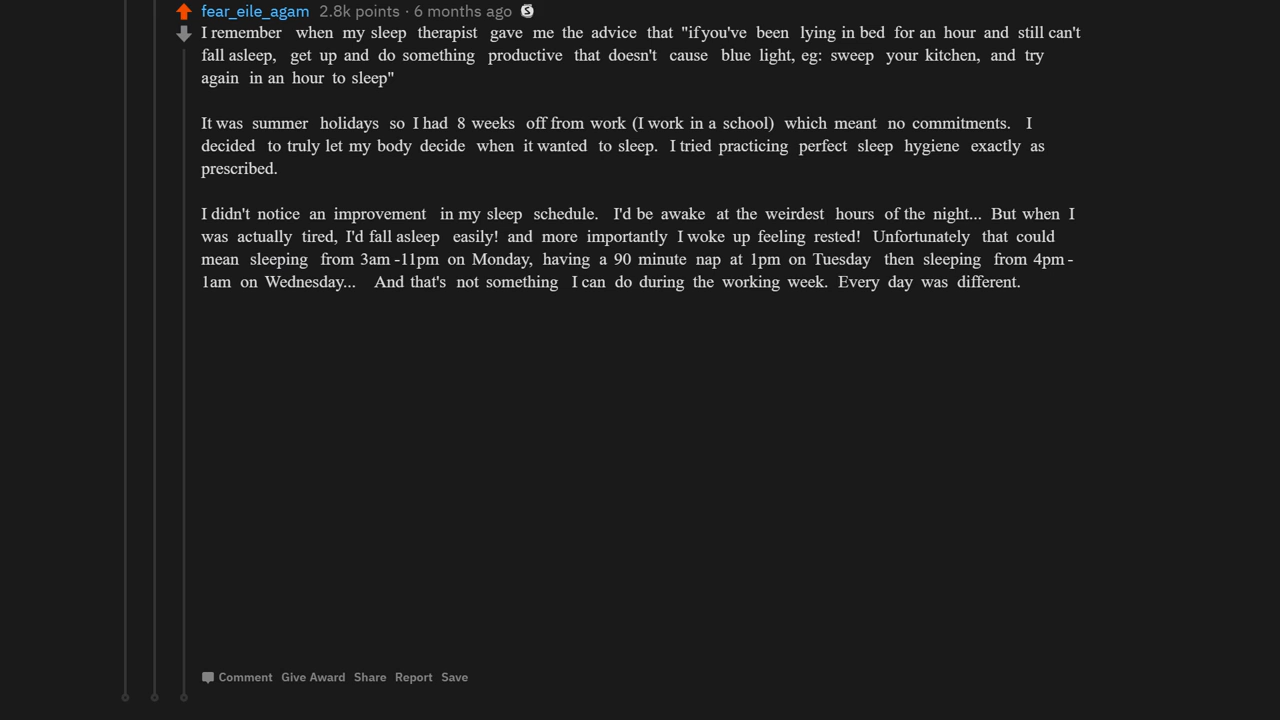 fear_eile_agam 2.8k points · 6 months ago S
I remember when my sleep therapist gave me the advice that "if you've been lying in bed for an hour and still can't
fall asleep, get up and do something productive that doesn't cause blue light, eg: sweep your kitchen, and try
again in an hour to sleep"
It was summer holidays so I had 8 weeks off from work (I work in a school) which meant no commitments. I
decided to truly let my body decide when it wanted to sleep. I tried practicing perfect sleep hygiene exactly as
prescribed.
I didn't notice an improvement in my sleep schedule. I'd be awake at the weirdest hours of the night... But when I
was actually tired, I'd fall asleep easily! and more importantly I woke up feeling rested! Unfortunately that could
mean sleeping from 3am -11pm on Monday, having a 90 minute nap at 1pm on Tuesday then sleeping from 4pm -
1am on Wednesday... And that's not something I can do during the working week. Every day was different.
Comment Give Award Share Report Save